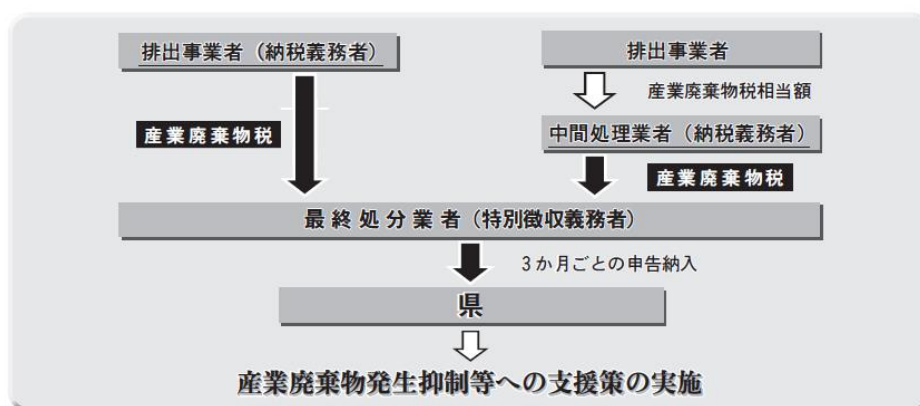 排出事業者（納税義務者）
排出事業者
産業廃棄物税相当額
産業廃棄物税
中間処理業者（納税義務者）
産業廃棄物税
最終処分業者（特別徴収義務者）
3か月ごとの申告納入
県
産業廃棄物発生抑制等への支援策の実施